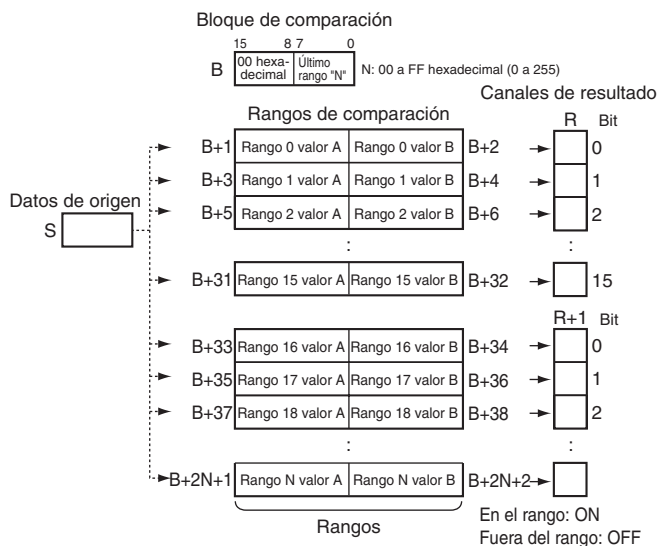 Bloque de comparación
15 8 7 0
B 00 hexa- Último N: 00 a FF hexadecimal (0 a 255)
decimal rango "N"
Canales de resultado
Rangos de comparación
R Bit
B+1 Rango 0 valor A Rango 0 valor B B+2 0
B+3 Rango 1 valor A Rango 1 valor B B+4 1
Datos de origen
B+5 Rango 2 valor A Rango 2 valor B B+6 2
S
: :
B+31 Rango 15 valor A Rango 15 valor B B+32 15
R+1 Bit
B+33 Rango 16 valor A Rango 16 valor B B+34 0
B+35 Rango 17 valor A Rango 17 valor B B+36 1
B+37 Rango 18 valor A Rango 18 valor B B+38 2
: :
B+2N+1 Rango N valor A Rango N valor B B+2N+2
Rangos
En el rango: ON
Fuera del rango: OFF